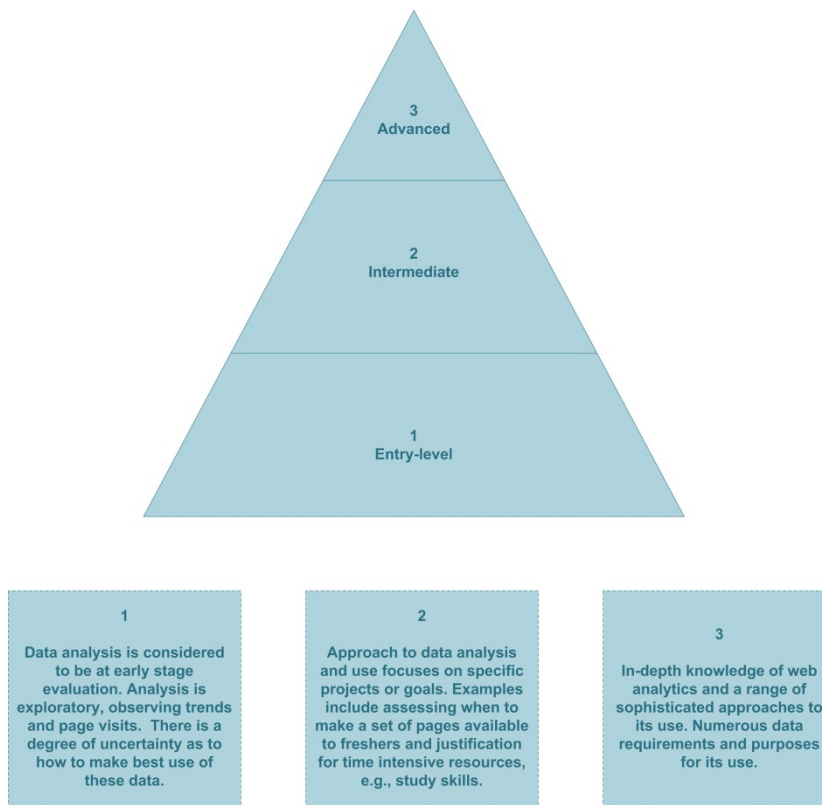 3
Advanced
2
Intermediate
1
Entry-level
1
Data analysis is considered
to be at early stage
evaluation. Analysis is
exploratory, observing trends
and page visits.  There is a
degree of uncertainty as to
how to make best use of
these data.
2
Approach to data analysis
and use focuses on specific
projects or goals. Examples
include assessing when to
make a set of pages available
to freshers and justification
for time intensive resources,
e.g., study skills.
3
In-depth knowledge of web
analytics and a range of
sophisticated approaches to
its use. Numerous data
requirements and purposes
for its use.